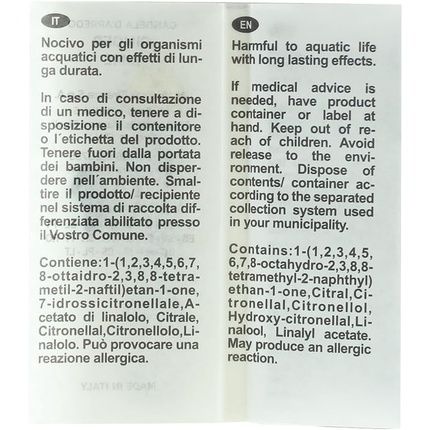 IT
Nocivo per gli organismi
acquatici con effetti di lun-
ga durata.
In caso di consultazione
di un medico, tenere a di-
sposizione il contenitore
o l´etichetta del prodotto.
Tenere fuori dalla portata
dei bambini. Non disper-
dere nell´ambiente. Smal-
tire il prodotto/ recipiente
nel sistema di raccolta dif-
ferenziata abilitato presso
il Vostro Comune.
Contiene:1-(1,2,3,4,5,6,7,
8-ottaidro-2,3,8,8-tetra-
metil-2-naftil)etan-1-one,
7-idrossicitronellale,A-
cetato di linalolo, Citrale,
Citronellal,Citronellolo,Li-
nalolo. Può provocare una
reazione allergica.
EN
Harmful to aquatic life
with long lasting effects.
If medical advice is
needed, have product
container or label at
hand. Keep out of re-
ach of children. Avoid
release to the envi-
ronment. Dispose of
contents/ container ac-
cording to the separated
collection system used
in your municipality.
Contains:1-(1,2,3,4,5,
6,7,8-octahydro-2,3,8,8-
tetramethyl-2-naphthyl)
ethan-1-one,Citral,Ci-
tronellal,Citronellol,
Hydroxy-citronellal,Li-
nalool, Linalyl acetate.
May produce an allergic
reaction.